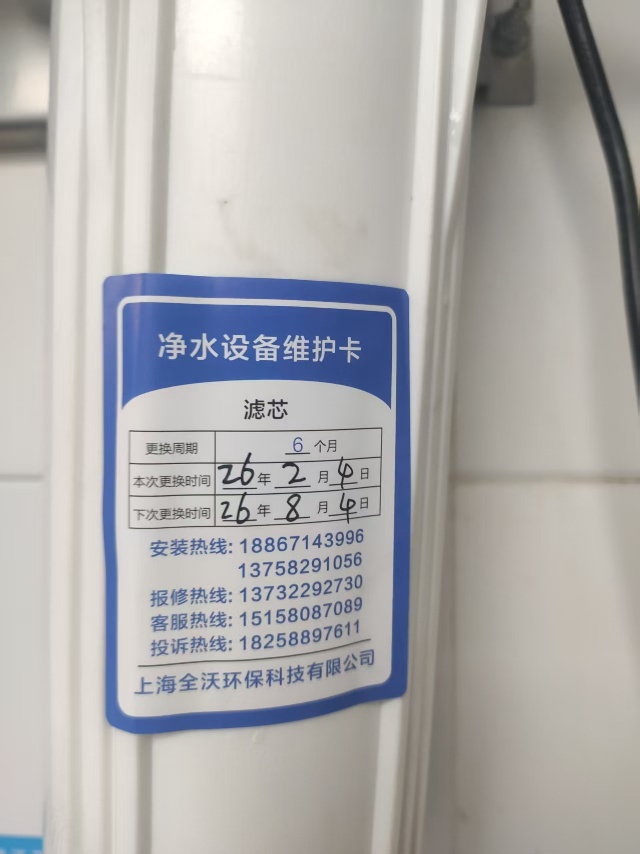 净水设备维护卡
滤芯
更换周期 6 个月
本次更换时间 26 年 2 月 4 日
下次更换时间 26 年 8 月 4 日
安装热线: 18867143996
13758291056
报修热线: 13732292730
客服热线: 15158087089
投诉热线: 18258897611
上海全沃环保科技有限公司